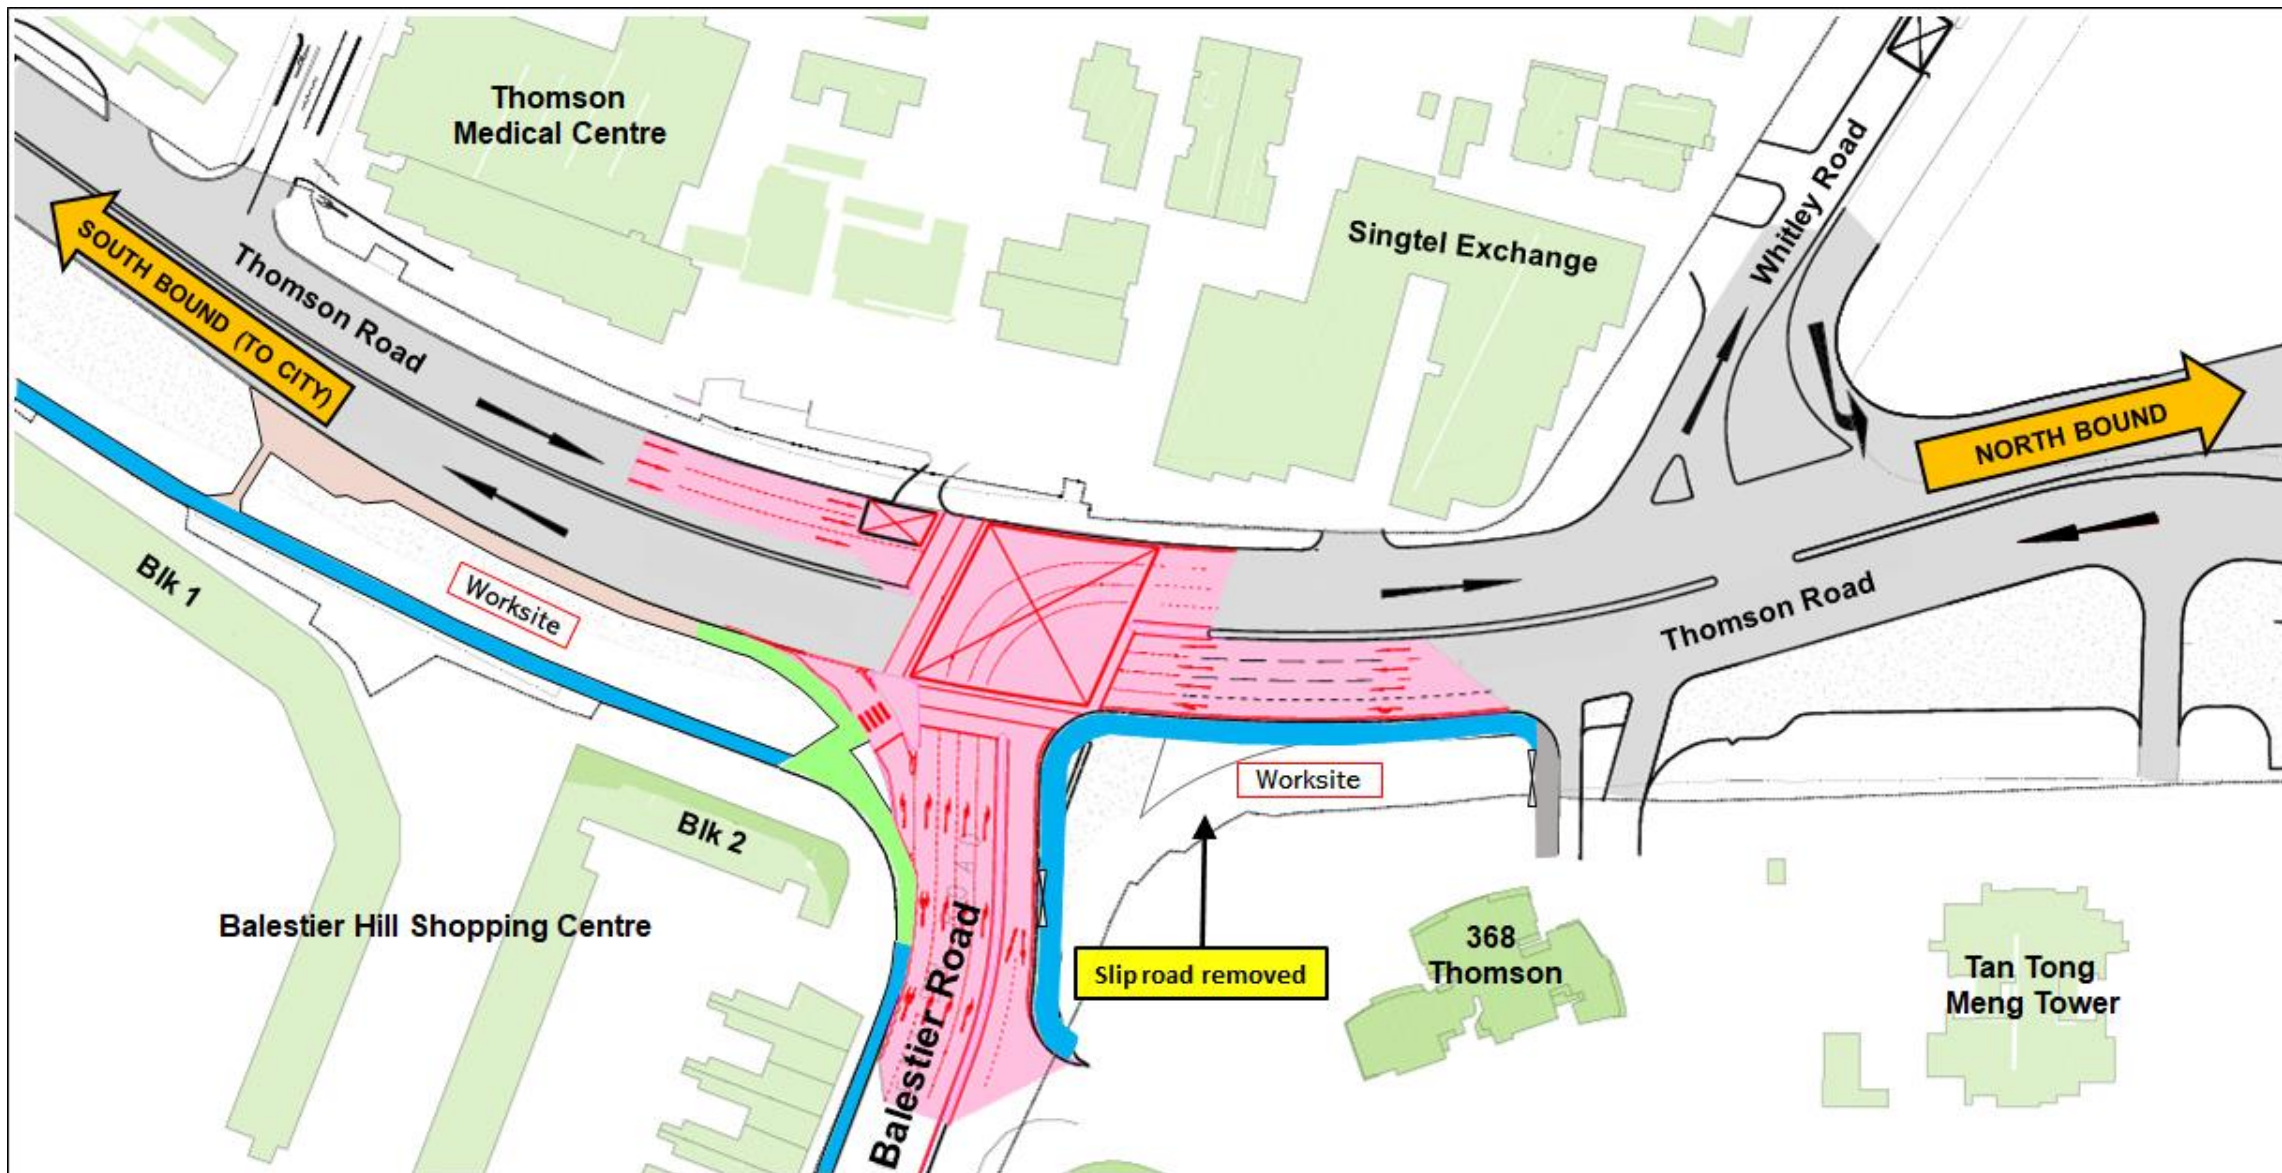 Thomson
Medical Centre
Whitley Road
Singtel Exchange
SOUTH BOUND (TO CITY)
Thomson Road
NORTH BOUND
Thomson Road
Blk 1
Worksite
Worksite
Blk 2
Balestier Hill Shopping Centre
Balestier Road
Slip road removed
368
Thomson
Tan Tong
Meng Tower